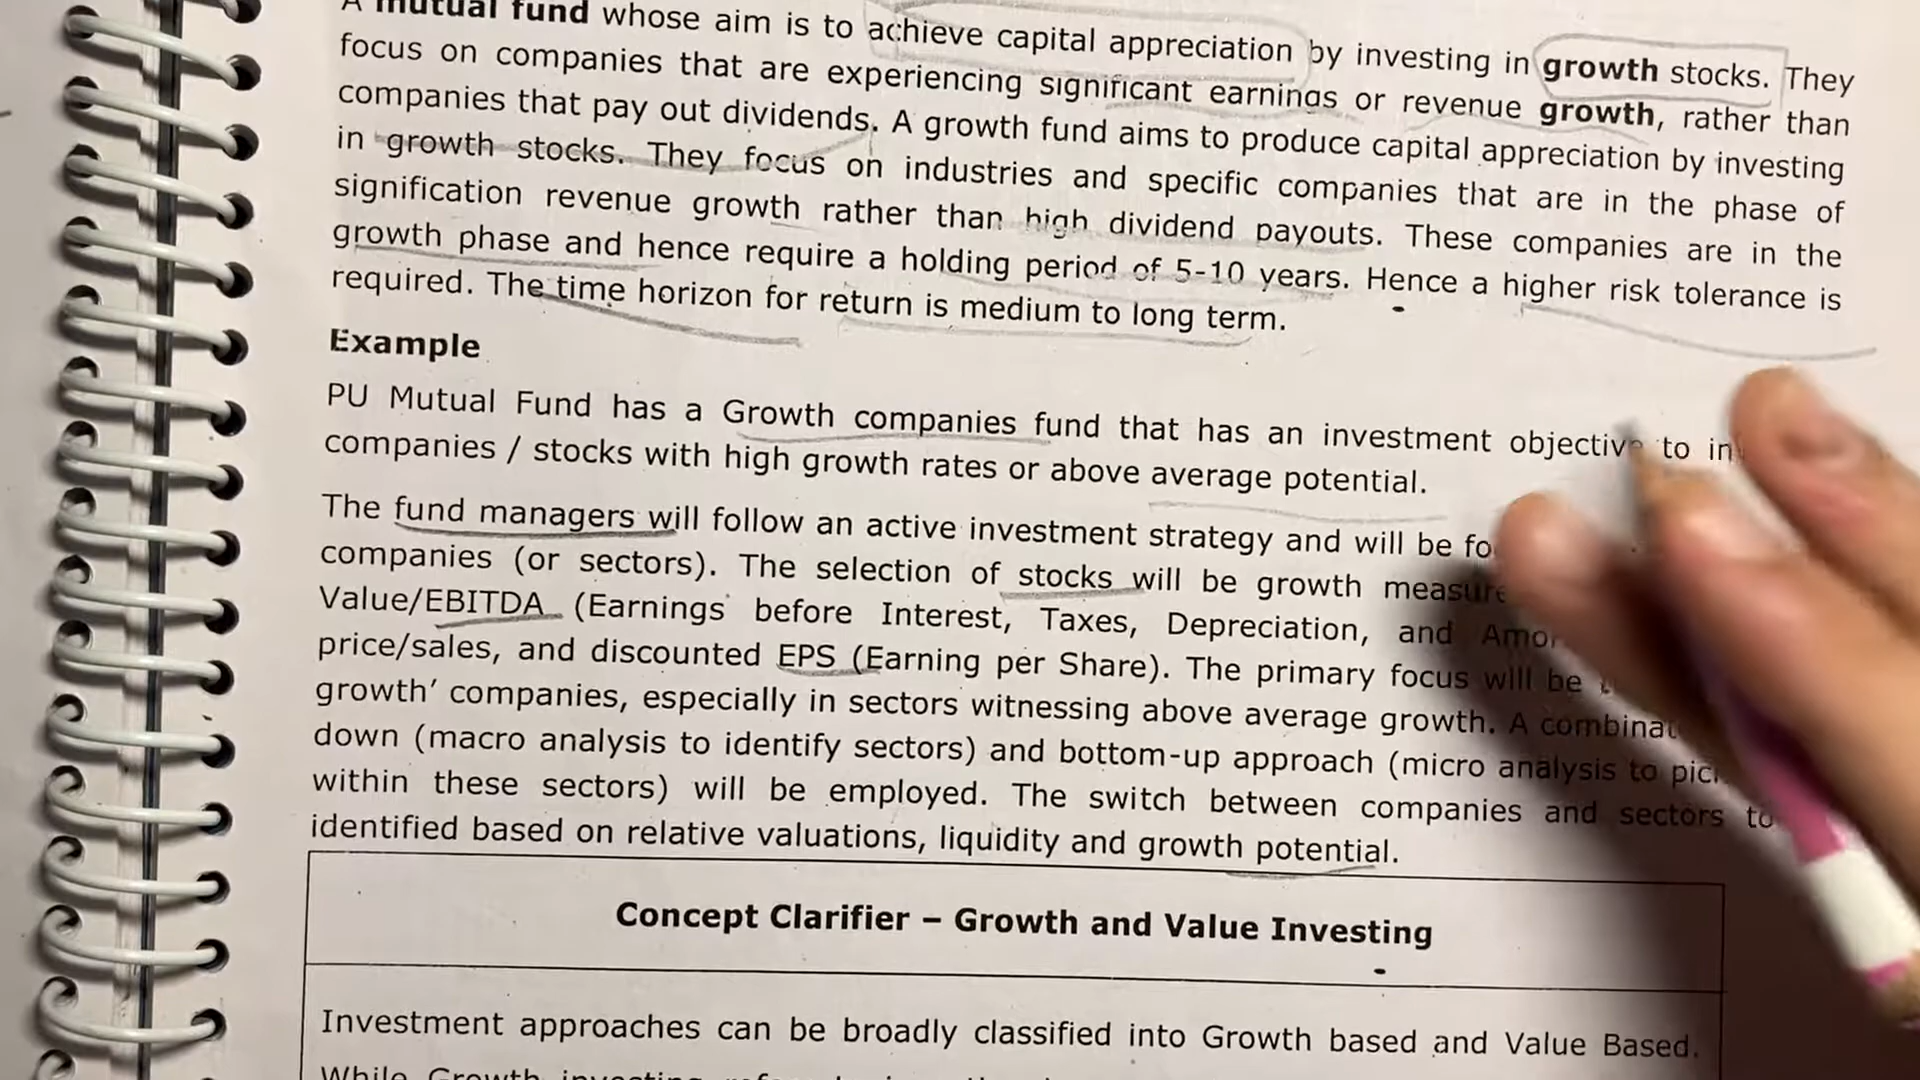 A mutual fund whose aim is to achieve capital appreciation by investing in growth stocks. They
focus on companies that are experiencing significant earnings or revenue growth, rather than
companies that pay out dividends. A growth fund aims to produce capital appreciation by investing
in growth stocks. They focus on industries and specific companies that are in the phase of
signification revenue growth rather than high dividend payouts. These companies are in the
growth phase and hence require a holding period of 5-10 years. Hence a higher risk tolerance is
required. The time horizon for return is medium to long term.
Example
PU Mutual Fund has a Growth companies fund that has an investment objective to
companies / stocks with high growth rates or above average potential.
The fund managers will follow an active investment strategy and will be
companies (or sectors). The selection of stocks will be growth
Value/EBITDA (Earnings before Interest, Taxes, Depreciation, and
price/sales, and discounted EPS (Earning per Share). The primary focus will be
growth' companies, especially in sectors witnessing above average growth. A
down (macro analysis to identify sectors) and bottom-up approach (micro analysis to
within these sectors) will be employed. The switch between companies and sectors
identified based on relative valuations, liquidity and growth potential.
Concept Clarifier – Growth and Value Investing
Investment approaches can be broadly classified into Growth based and Value Based.
While Growth investing